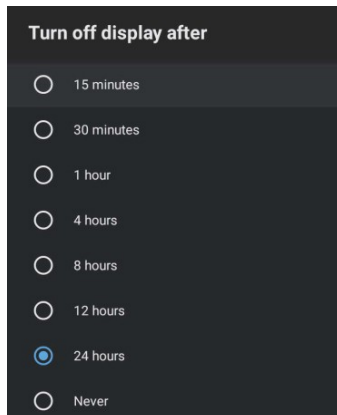 Turn off display after
15 minutes
30 minutes
1 hour
4 hours
8 hours
12 hours
24 hours
Never